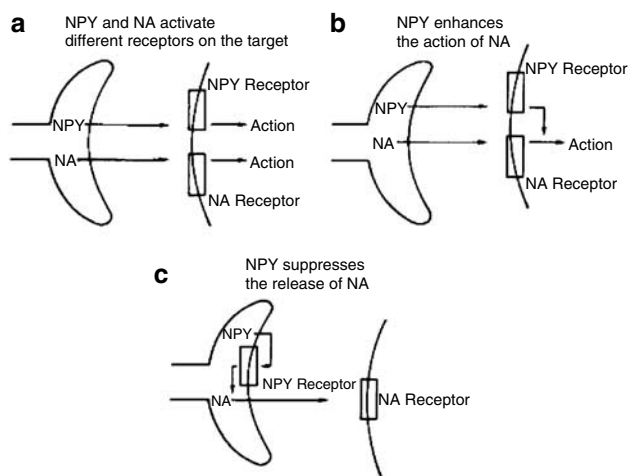 a
NPY and NA activate
different receptors on the target
NPY Receptor
NPY
Action
NA
Action
NA Receptor
b
NPY enhances
the action of NA
NPY Receptor
NPY
NA
Action
NA Receptor
c
NPY suppresses
the release of NA
NPY
NPY Receptor
NA
NA Receptor